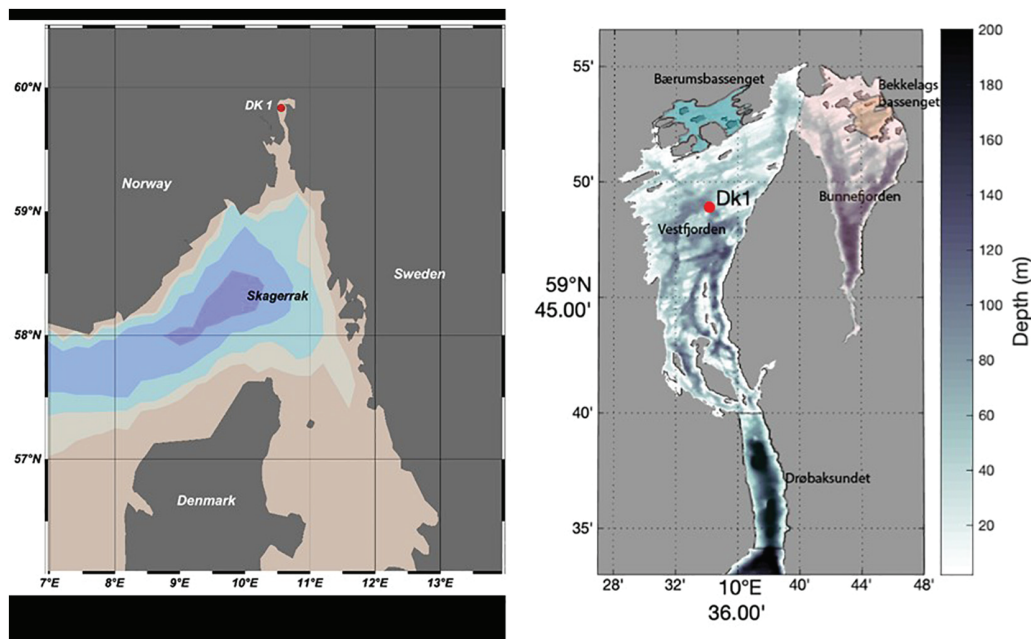 60°N
DK 1
Norway
59°N
Sweden
Skagerrak
58°N
57°N
Denmark
7°E
8°E
9°E
10°E
11°E
12°E
13°E
55'
Bærumsbassenget
Bekkelags
bassenget
50'
Dk1
Bunnefjorden
Vestfjorden
59°N
45.00'
40'
Drøbaksundet
35'
28'
32'
10°E
36.00'
40'
44'
48'
200
180
160
140
120
100
80
60
40
20
Depth (m)